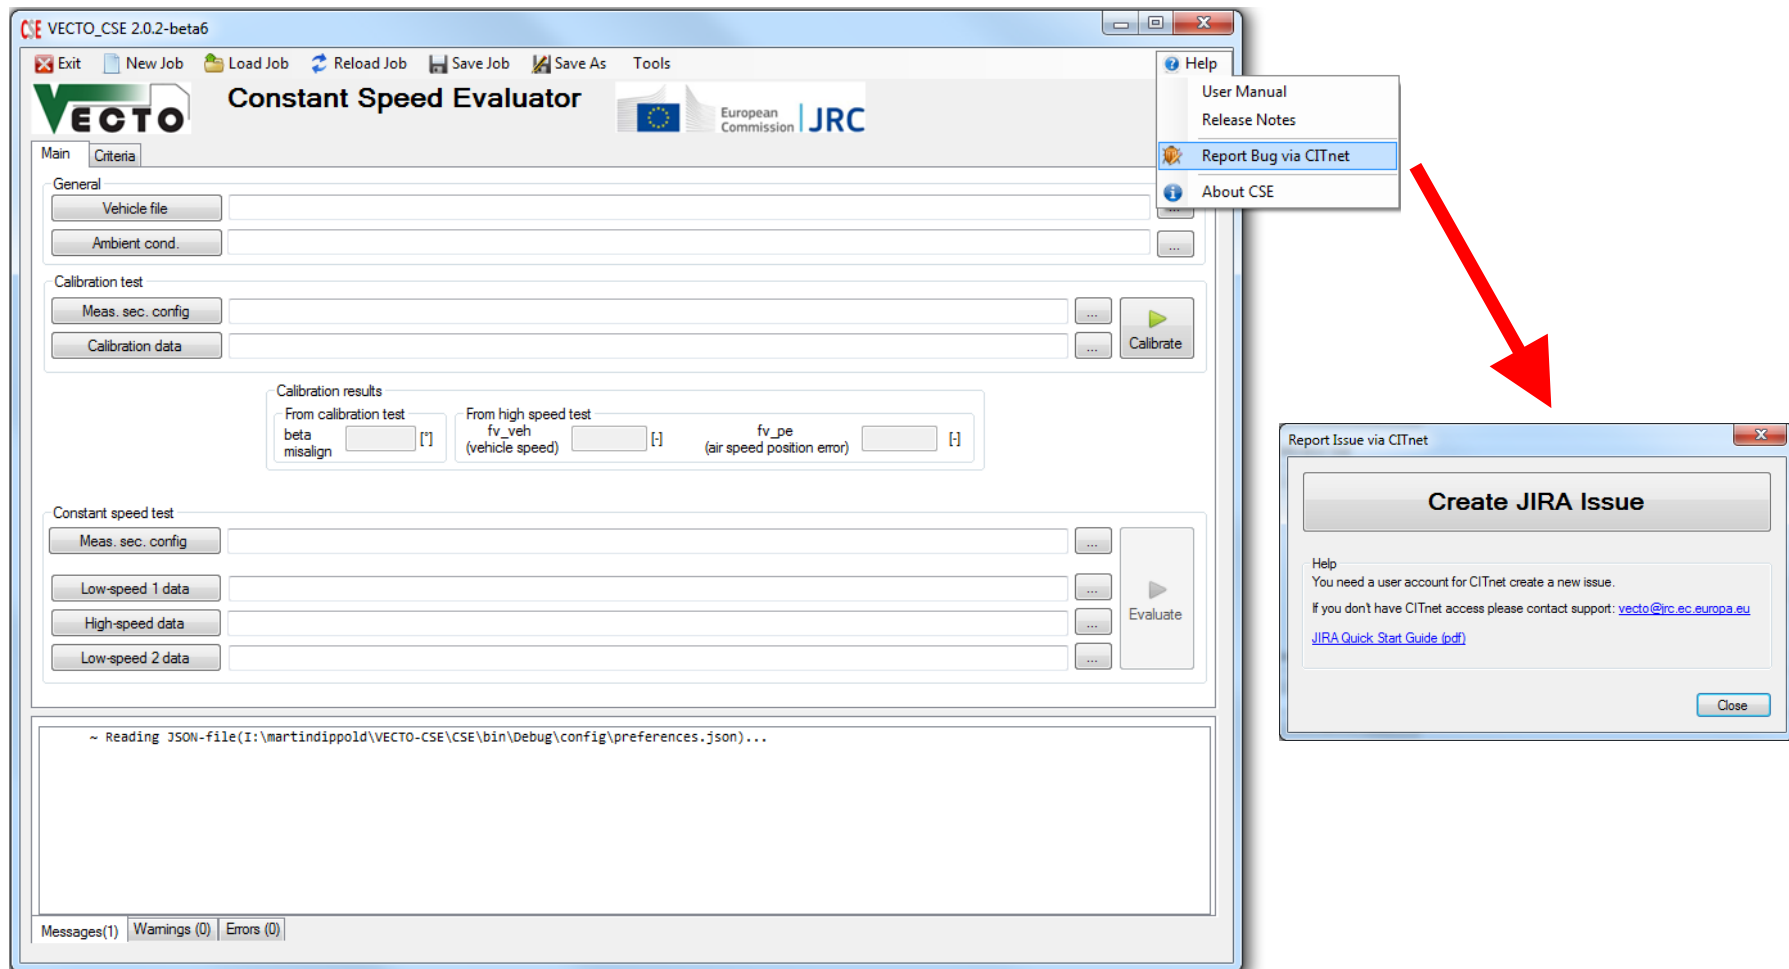 CSE VECTO_CSE 2.0.2-beta6
Exit New Job Load Job Reload Job Save Job Save As Tools Help
VECTO Constant Speed Evaluator European Commission JRC
User Manual
Release Notes
Report Bug via CITnet
About CSE
Main Criteria
General
Vehicle file ...
Ambient cond. ...
Calibration test
Meas. sec. config ...
Calibration data ... Calibrate
Calibration results
From calibration test From high speed test
beta misalign [°] fv_veh (vehicle speed) [-] fv_pe (air speed position error) [-]
Constant speed test
Meas. sec. config ...
Low-speed 1 data ...
High-speed data ... Evaluate
Low-speed 2 data ...
~ Reading JSON-file(I:\martindippold\VECTO-CSE\CSE\bin\Debug\config\preferences.json)...
Messages(1) Warnings (0) Errors (0)
Report Issue via CITnet
Create JIRA Issue
Help
You need a user account for CITnet create a new issue.
If you don't have CITnet access please contact support: vecto@jrc.ec.europa.eu
JIRA Quick Start Guide (pdf)
Close